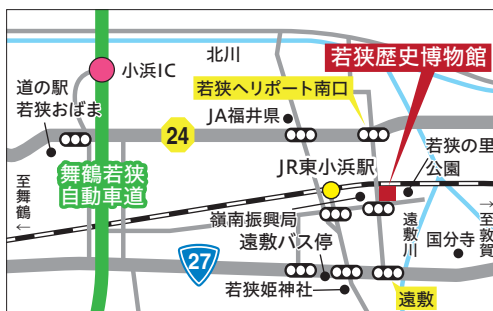 北川
小浜IC
若狭歴史博物館
道の駅
若狭おばま
若狭ヘリポート南口
JA福井県
24
舞鶴若狭
自動車道
JR東小浜駅
若狭の里
公園
至舞鶴
←
嶺南振興局
遠敷バス停
遠敷川
国分寺
→
至敦賀
27
若狭姫神社
遠敷